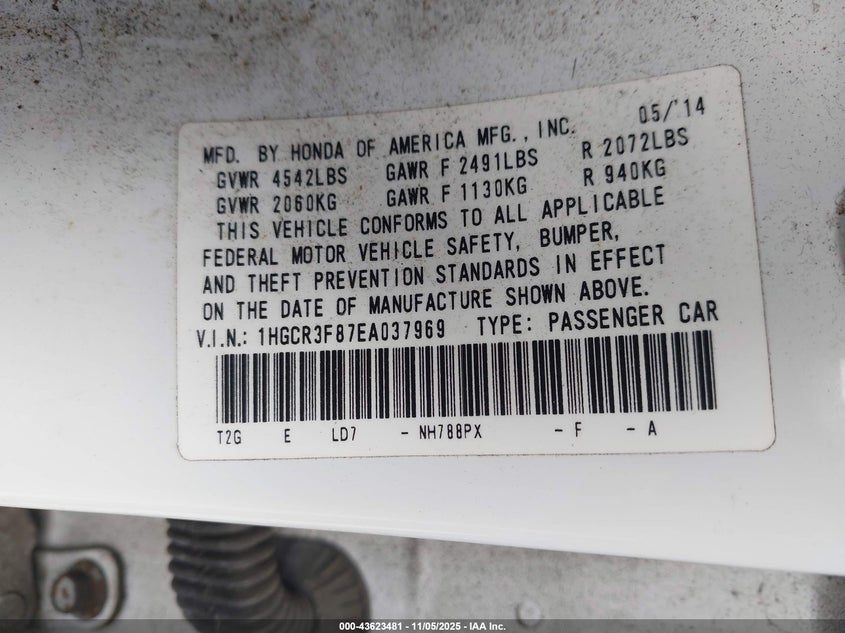 MFD. BY HONDA OF AMERICA MFG., INC. 05/'14
GVWR 4542LBS GAWR F 2491LBS R 2072LBS
GVWR 2060KG GAWR F 1130KG R 940KG
THIS VEHICLE CONFORMS TO ALL APPLICABLE
FEDERAL MOTOR VEHICLE SAFETY, BUMPER,
AND THEFT PREVENTION STANDARDS IN EFFECT
ON THE DATE OF MANUFACTURE SHOWN ABOVE.
V.I.N.: 1HGCR3F87EA037969 TYPE: PASSENGER CAR
T2G E LD7 - NH788PX - F - A
000-43623481 - 11/05/2025 - IAA Inc.